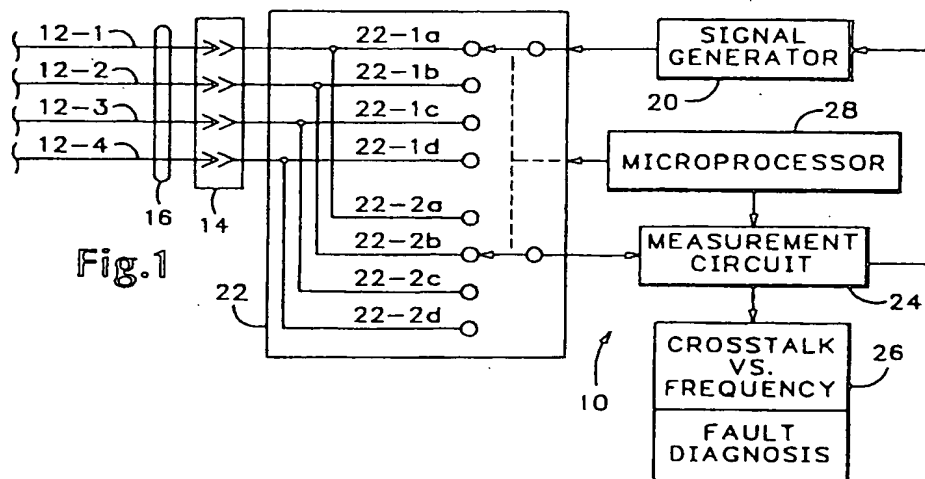 12-1
12-2
12-3
12-4
16
14
Fig.1
22
22-1a
22-1b
22-1c
22-1d
22-2a
22-2b
22-2c
22-2d
SIGNAL
GENERATOR
20
28
MICROPROCESSOR
MEASUREMENT
CIRCUIT
24
10
CROSSTALK
VS.
FREQUENCY
26
FAULT
DIAGNOSIS